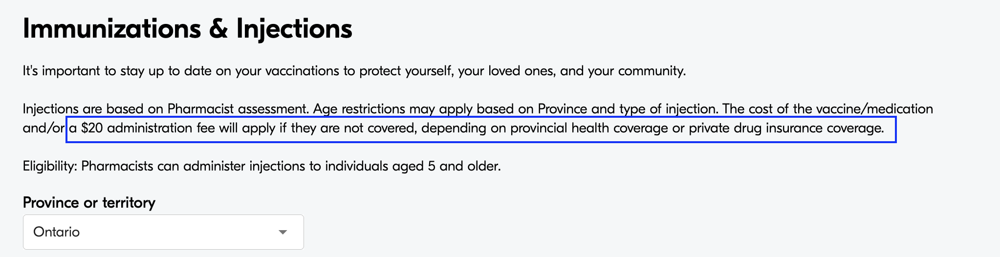 Immunizations & Injections
It's important to stay up to date on your vaccinations to protect yourself, your loved ones, and your community.
Injections are based on Pharmacist assessment. Age restrictions may apply based on Province and type of injection. The cost of the vaccine/medication
and/or a $20 administration fee will apply if they are not covered, depending on provincial health coverage or private drug insurance coverage.
Eligibility: Pharmacists can administer injections to individuals aged 5 and older.
Province or territory
Ontario